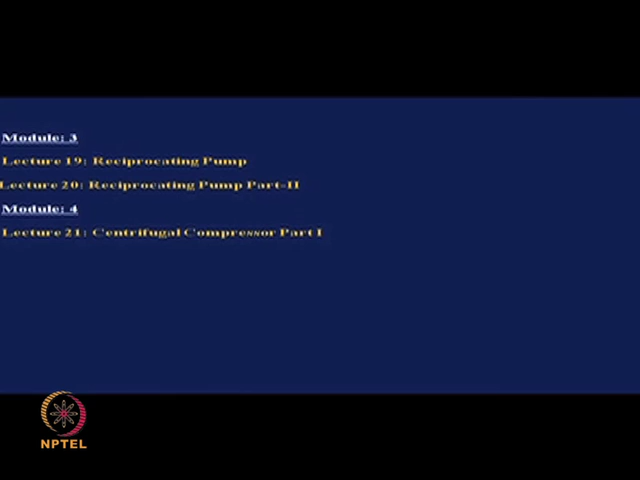 Module: 3
Lecture 19: Reciprocating Pump
Lecture 20: Reciprocating Pump Part-II
Module: 4
Lecture 21: Centrifugal Compressor Part I
NPTEL